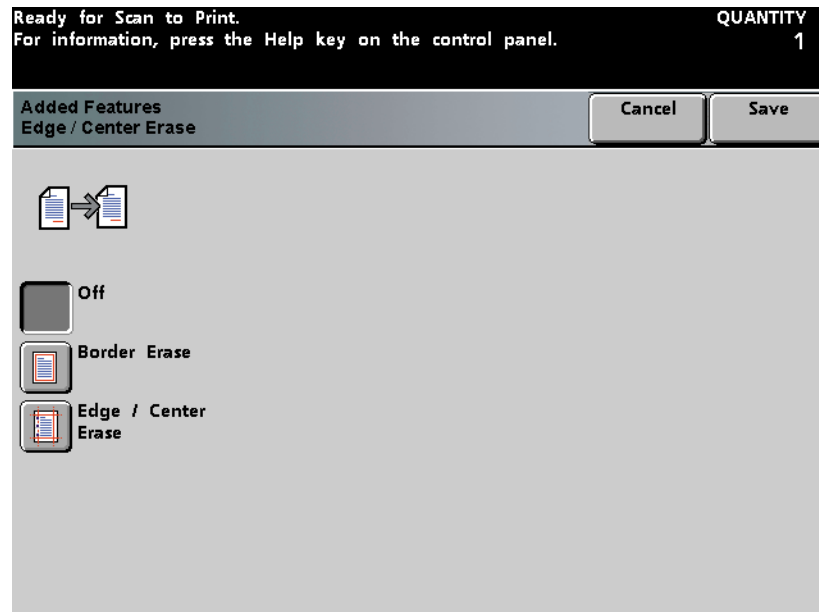 Ready for Scan to Print.
QUANTITY
For information, press the Help key on the control panel.
1
Added Features
Edge / Center Erase
Cancel
Save
Off
Border Erase
Edge / Center
Erase